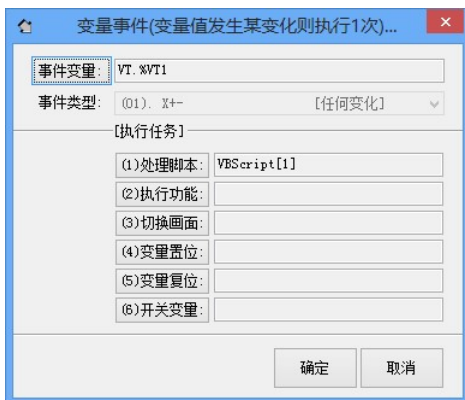 变量事件(变量值发生某变化则执行1次)...
事件变量: VT.%VT1
事件类型: (01). X+- [任何变化]
[执行任务]
(1)处理脚本: VBScript[1]
(2)执行功能:
(3)切换画面:
(4)变量置位:
(5)变量复位:
(6)开关变量:
确定 取消